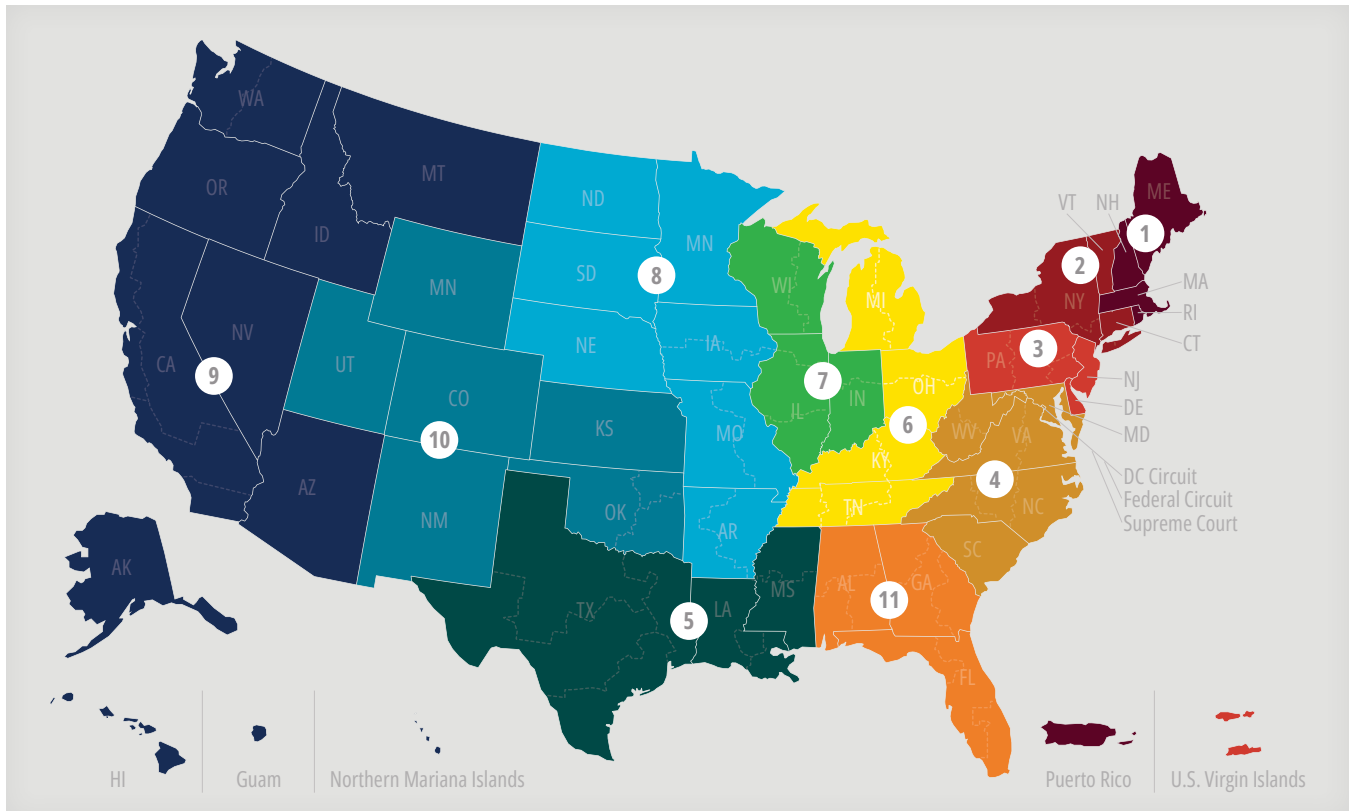 WA
OR
MT
ID
MN
NV
CA
9
UT
CO
10
AZ
NM
ND
SD
MN
8
NE
IA
KS
MO
OK
AR
TX
5
LA
MS
WI
MI
7
IL
IN
OH
6
KY
TN
AL
11
GA
FL
WV
VA
4
NC
SC
PA
3
NY
2
VT
NH
ME
1
MA
RI
CT
NJ
DE
MD
DC Circuit
Federal Circuit
Supreme Court
AK
HI
Guam
Northern Mariana Islands
Puerto Rico
U.S. Virgin Islands